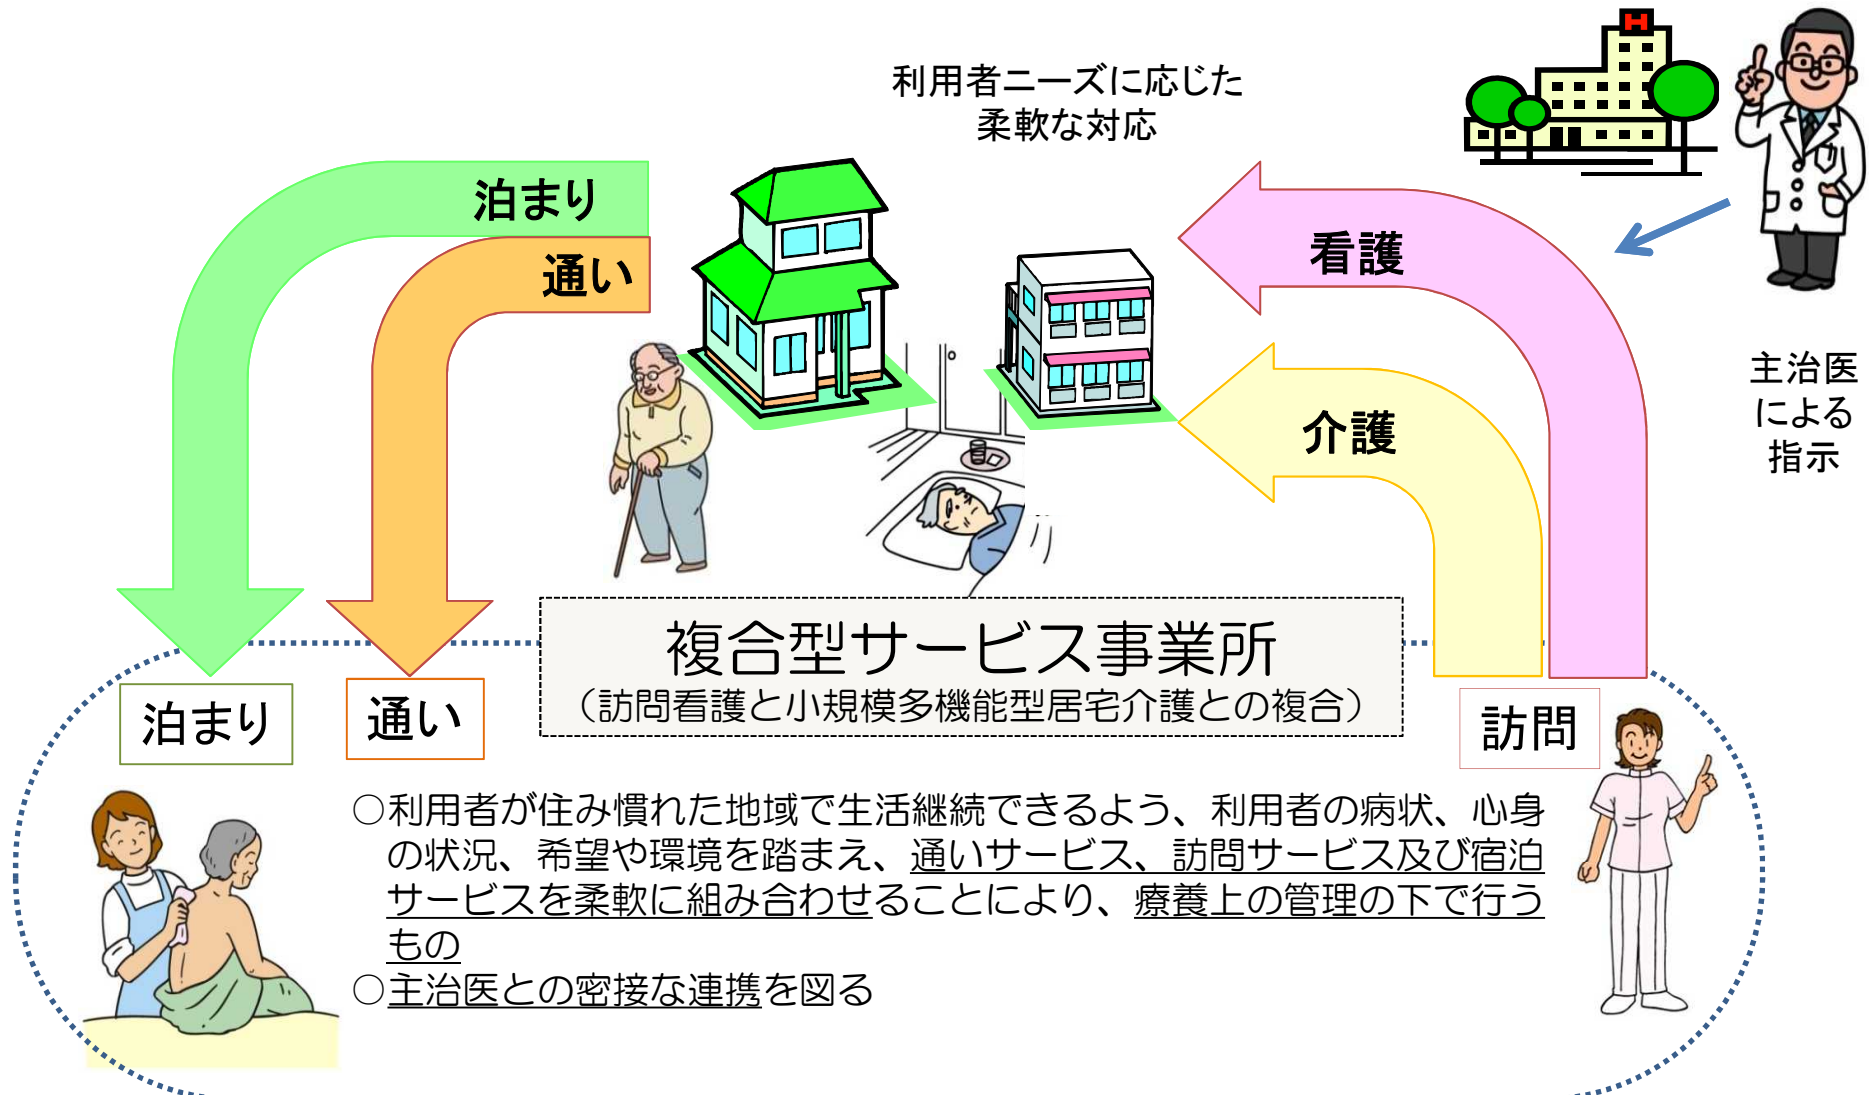 H
利用者ニーズに応じた
柔軟な対応
泊まり
通い
看護
介護
主治医
による
指示
複合型サービス事業所
（訪問看護と小規模多機能型居宅介護との複合）
泊まり
通い
訪問
○利用者が住み慣れた地域で生活継続できるよう、利用者の病状、心身
の状況、希望や環境を踏まえ、通いサービス、訪問サービス及び宿泊
サービスを柔軟に組み合わせることにより、療養上の管理の下で行う
もの
○主治医との密接な連携を図る